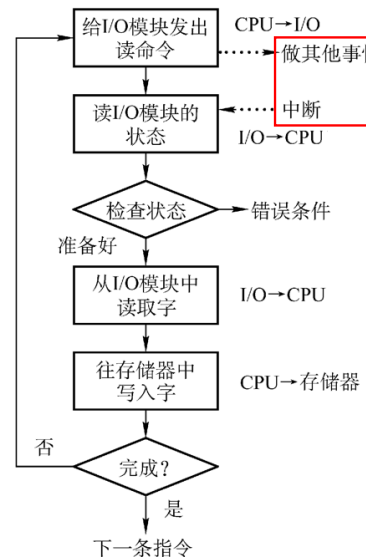 给I/O模块发出
读命令
CPU→I/O
做其他事
读I/O模块的
状态
中断
I/O→CPU
检查状态
错误条件
准备好
从I/O模块中
读取字
I/O→CPU
往存储器中
写入字
CPU→存储器
否
完成?
是
下一条指令